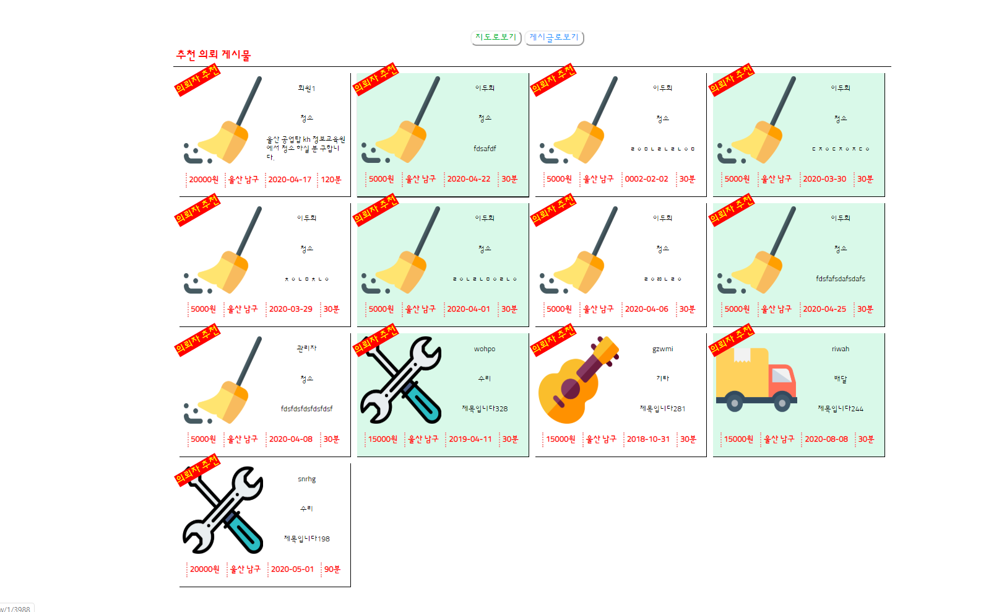 지도로보기 게시글로보기
추천 의뢰 게시물
의뢰자 추천
회원1
청소
울산 공업탑 kh 정보교육원
에서 청소 하실 분 구합니
다.
20000원 울산 남구 2020-04-17 120분
의뢰자 추천
이두희
청소
fdsafdf
5000원 울산 남구 2020-04-22 30분
의뢰자 추천
이두희
청소
ㄹㅇㅁㄴㄹㄴㄹㄴㅇㅁ
5000원 울산 남구 0002-02-02 30분
의뢰자 추천
이두희
청소
ㄷㅈㅇㄷㅈㅇㅈㄷㅇ
5000원 울산 남구 2020-03-30 30분
의뢰자 추천
이두희
청소
ㅊㅇㄴㅁㅊㄴㅇ
5000원 울산 남구 2020-03-29 30분
의뢰자 추천
이두희
청소
ㄹㅇㄴㄹㄴㅁㅇㄹㄴㅇ
5000원 울산 남구 2020-04-01 30분
의뢰자 추천
이두희
청소
5000원 울산 남구 2020-04-06 30분
의뢰자 추천
이두희
청소
fdsfafsdafsdafs
5000원 울산 남구 2020-04-25 30분
의뢰자 추천
관리자
청소
fdsfdsfdsfdsfdsf
5000원 울산 남구 2020-04-08 30분
의뢰자 추천
wohpo
수리
제목입니다328
15000원 울산 남구 2019-04-11 30분
의뢰자 추천
gzwmi
기타
제목입니다281
15000원 울산 남구 2018-10-31 30분
의뢰자 추천
riwah
배달
제목입니다244
15000원 울산 남구 2020-08-08 30분
의뢰자 추천
snrhg
수리
제목입니다198
20000원 울산 남구 2020-05-01 90분
w/1/3988